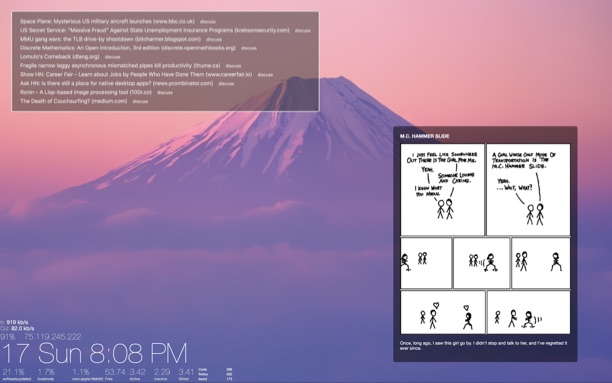 Space Plane: Mysterious US military aircraft launches (www.bbc.co.uk) discuss
US Secret Service: "Massive Fraud" Against State Unemployment Insurance Programs (krebsonsecurity.com) discuss
MMU gang wars: the TLB drive-by shootdown (bitcharmer.blogspot.com) discuss
Discrete Mathematics: An Open Introduction, 3rd edition (discrete.openmathbooks.org) discuss
Lomuto's Comeback (dlang.org) discuss
Fragile narrow laggy asynchronous mismatched pipes kill productivity (thume.ca) discuss
Show HN: Career Fair – Learn about Jobs by People Who Have Done Them (www.careerfair.io) discuss
Ask HN: Is there still a place for native desktop apps? (news.ycombinator.com) discuss
Ronin – A Lisp-based image processing tool (100r.co) discuss
The Death of Couchsurfing? (medium.com) discuss
M.C. HAMMER SLIDE
I JUST FEEL LIKE SOMEWHERE
OUT THERE IS THE GIRL FOR ME.
YEAH.
SOMEONE LOVING
AND CARING.
I KNOW WHAT
YOU MEAN.
A GIRL WHOSE ONLY MODE OF
TRANSPORTATION IS THE
M.C. HAMMER SLIDE.
YEAH.
... WAIT, WHAT?
Once, long ago, I saw this girl go by. I didn't stop and talk to her, and I've regretted it
ever since.
In: 919 kb/s
Out: 82.0 kb/s
91% 75.119.245.222
17 Sun 8:08 PM
21.1% 1.7% 1.1% 53.74 3.42 2.29 3.41
softwareupdated Free Active Inactive Wired